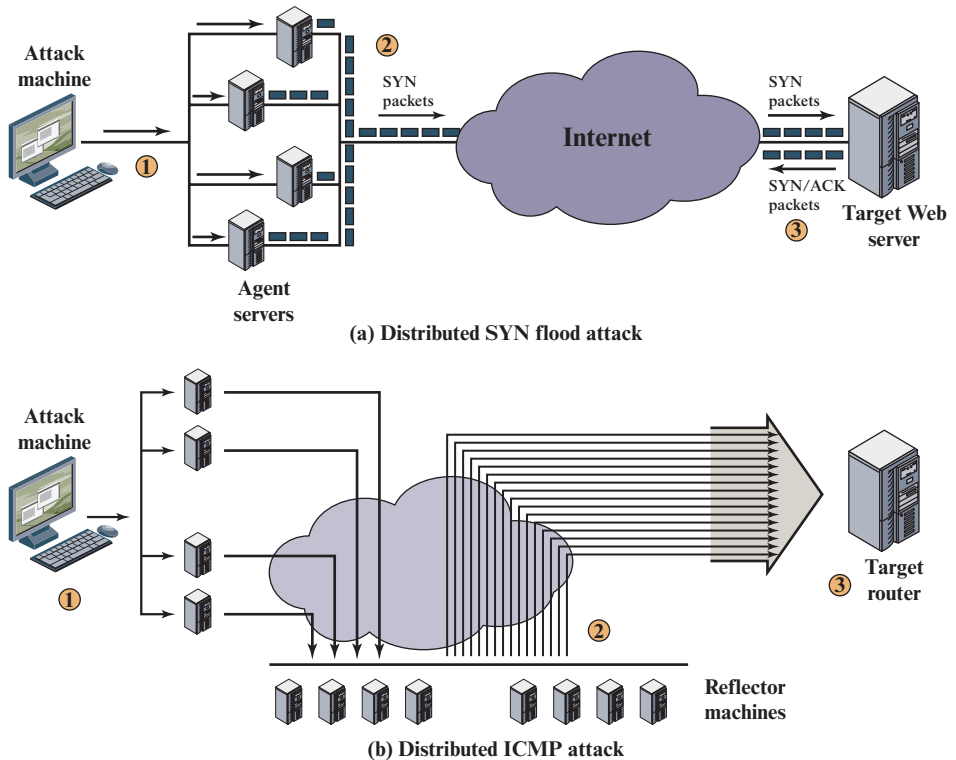 Attack
machine
1
2
SYN
packets
Internet
SYN
packets
SYN/ACK
packets
3
Target Web
server
Agent
servers
(a) Distributed SYN flood attack
Attack
machine
1
2
3
Target
router
Reflector
machines
(b) Distributed ICMP attack